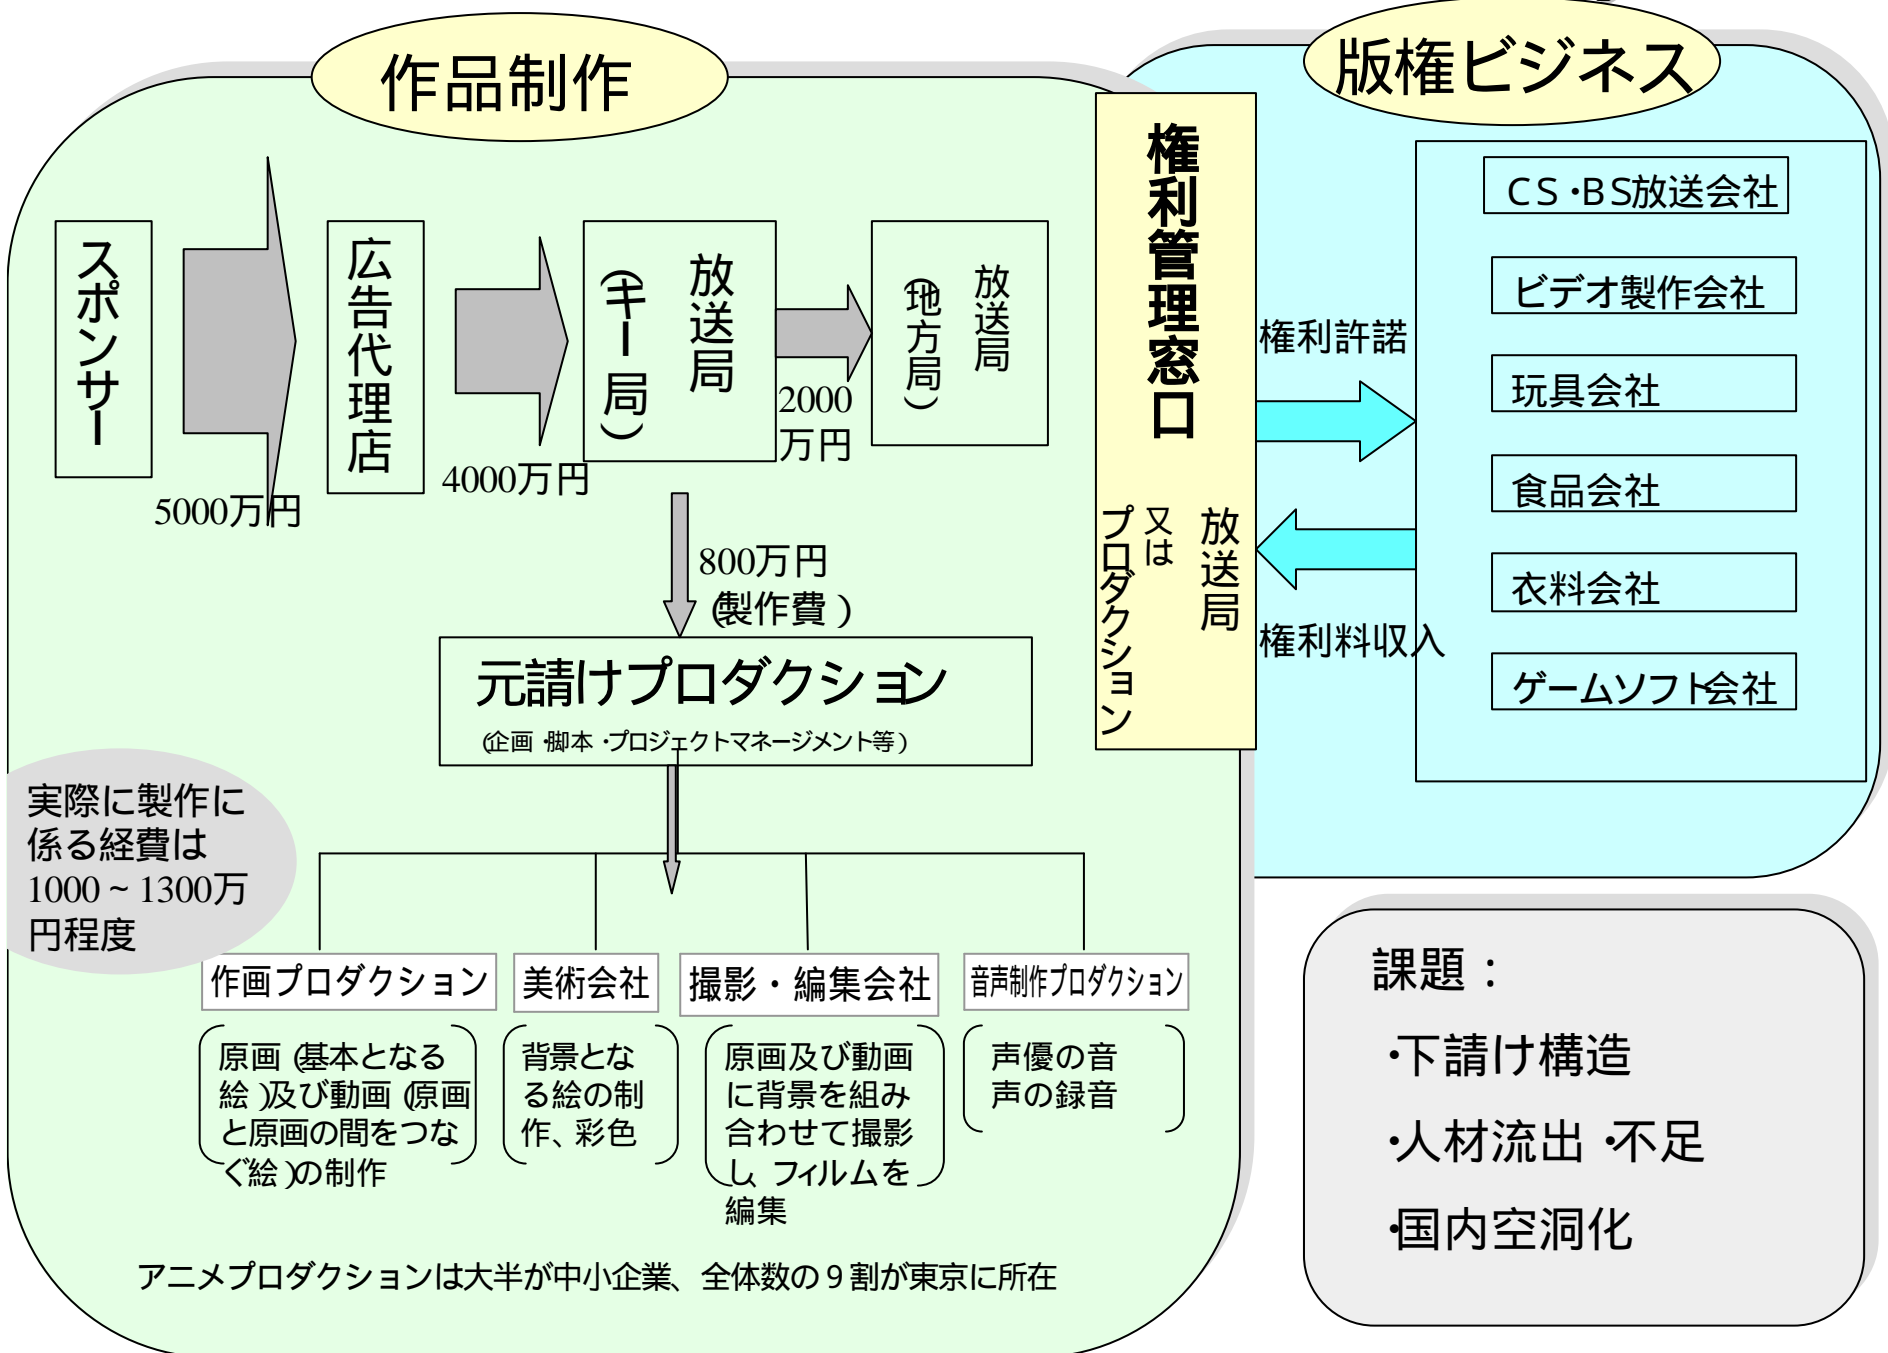 作品制作
版権ビジネス
スポンサー
5000万円
広告代理店
4000万円
放送局
(キー局)
2000
万円
放送局
(地方局)
800万円
(製作費)
元請けプロダクション
(企画・脚本・プロジェクトマネージメント等)
実際に製作に
係る経費は
1000~1300万
円程度
作画プロダクション
原画(基本となる
絵)及び動画(原画
と原画の間をつな
ぐ絵)の制作
美術会社
背景とな
る絵の制
作、彩色
撮影・編集会社
原画及び動画
に背景を組み
合わせて撮影
し、フィルムを
編集
音声制作プロダクション
声優の音
声の録音
アニメプロダクションは大半が中小企業、全体数の9割が東京に所在
権利管理窓口
放送局
又は
プロダクション
権利許諾
権利料収入
CS・BS放送会社
ビデオ製作会社
玩具会社
食品会社
衣料会社
ゲームソフト会社
課題:
・下請け構造
・人材流出・不足
・国内空洞化